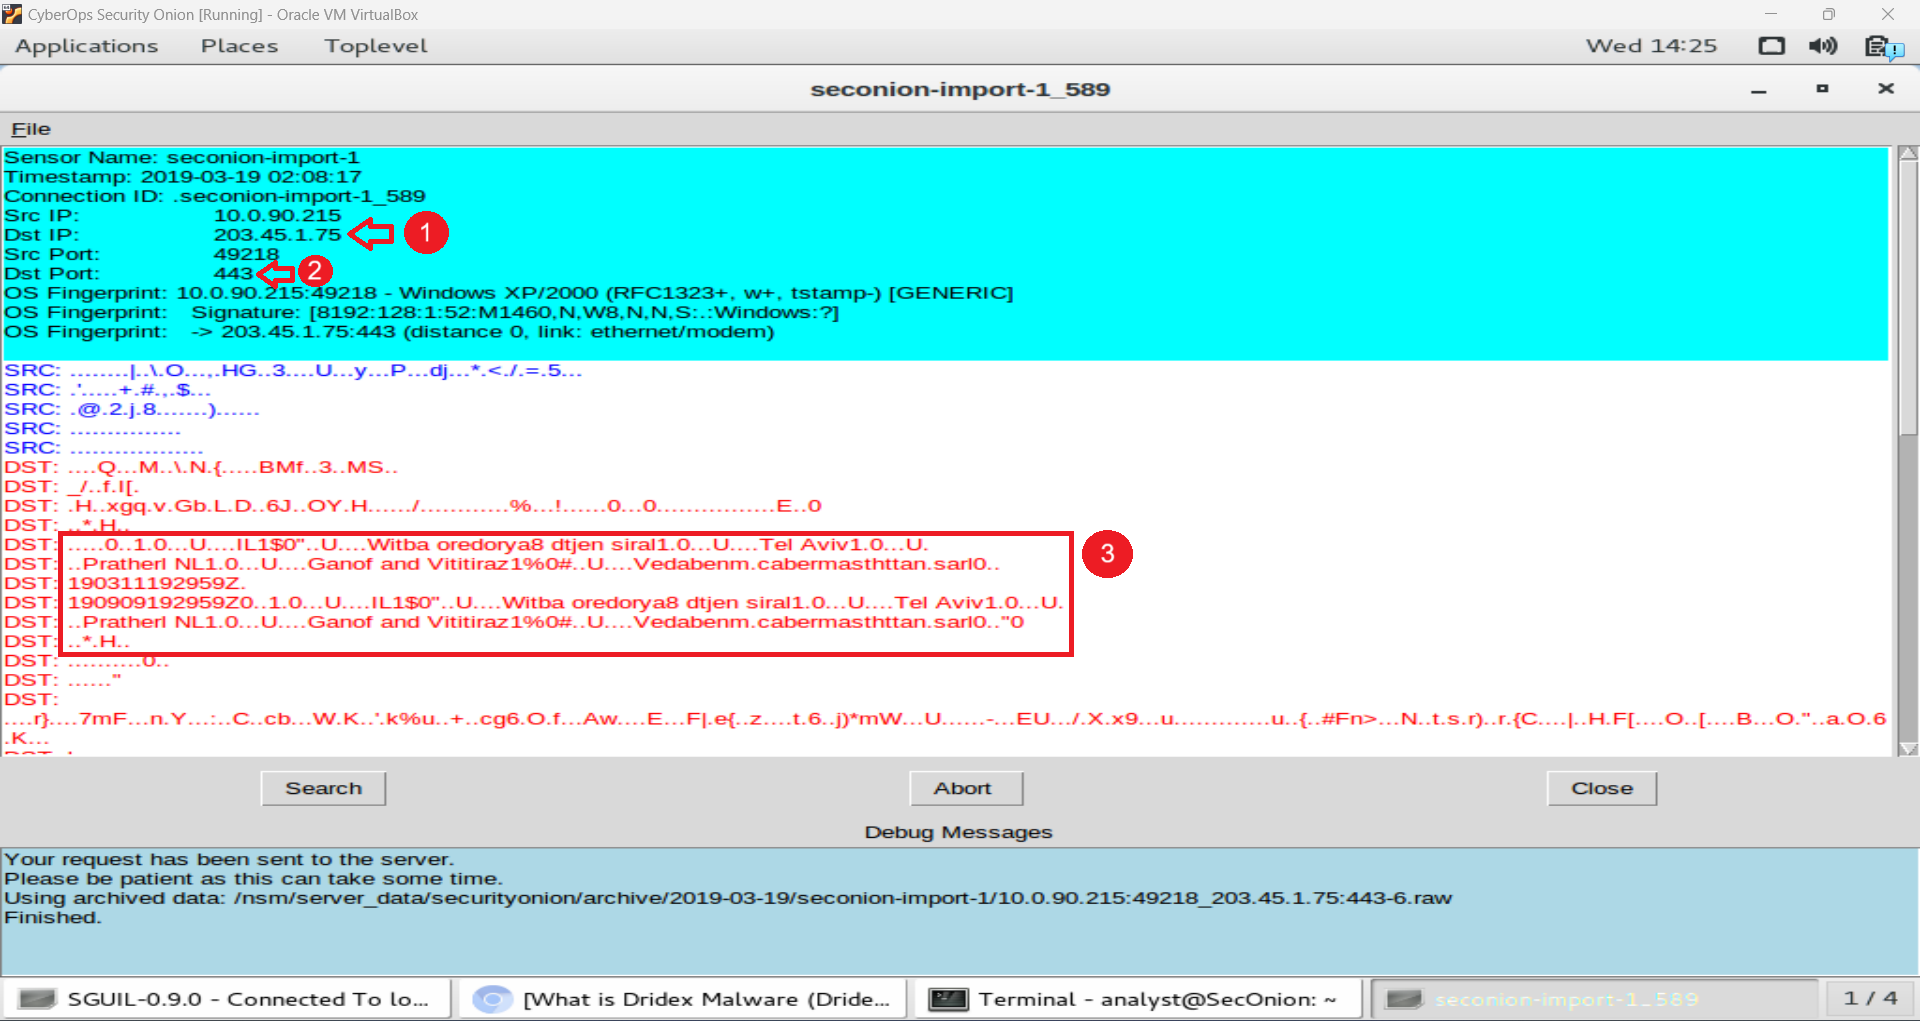 CyberOps Security Onion [Running] - Oracle VM VirtualBox
Applications Places Toplevel Wed 14:25
seconion-import-1_589
File
Sensor Name: seconion-import-1
Timestamp: 2019-03-19 02:08:17
Connection ID: .seconion-import-1_589
Src IP: 10.0.90.215
Dst IP: 203.45.1.75
1
Src Port: 49218
Dst Port: 443
2
OS Fingerprint: 10.0.90.215:49218 - Windows XP/2000 (RFC1323+, w+, tstamp-) [GENERIC]
OS Fingerprint: Signature: [8192:128:1:52:M1460,N,W8,N,N,S:.:Windows:?]
OS Fingerprint: -> 203.45.1.75:443 (distance 0, link: ethernet/modem)
SRC: ........|..\.O...,.HG..3....U...y...P...dj...*.<./.=.5...
SRC: .'.....+.#.,.$...
SRC: .@.2.j.8.......)......
SRC: ...............
SRC: ..................
DST: ....Q...M..\.N.{.....BMf..3..MS..
DST: _/..f.I[.
DST: .H..xgq.v.Gb.L.D..6J..OY.H....../............%...!......0...0................E..0
DST: ..*.H..
DST: .....0..1.0...U....IL1$0"..U....Witba oredorya8 dtjen siral1.0...U....Tel Aviv1.0...U.
DST: ..Pratherl NL1.0...U....Ganof and Vititiraz1%0#..U....Vedabenm.cabermasthttan.sarl0..
3
DST: 190311192959Z.
DST: 190909192959Z0..1.0...U....IL1$0"..U....Witba oredorya8 dtjen siral1.0...U....Tel Aviv1.0...U.
DST: ..Pratherl NL1.0...U....Ganof and Vititiraz1%0#..U....Vedabenm.cabermasthttan.sarl0.."0
DST: ..*.H..
DST: ..........0..
DST: ......"
DST:
....r}....7mF...n.Y...:..C..cb...W.K..'.k%u..+..cg6.O.f...Aw....E...F|.e{..z....t.6..j)*mW...U......-...EU.../.X.x9...u.............u..{..#Fn>...N..t.s.r)..r.{C....|..H.F[....O..[....B...O."..a.O.6
.K...
Search Abort Close
Debug Messages
Your request has been sent to the server.
Please be patient as this can take some time.
Using archived data: /nsm/server_data/securityonion/archive/2019-03-19/seconion-import-1/10.0.90.215:49218_203.45.1.75:443-6.raw
Finished.
SGUIL-0.9.0 - Connected To lo... [What is Dridex Malware (Dride... Terminal - analyst@SecOnion: ~ seconion-import-1_589 1 / 4